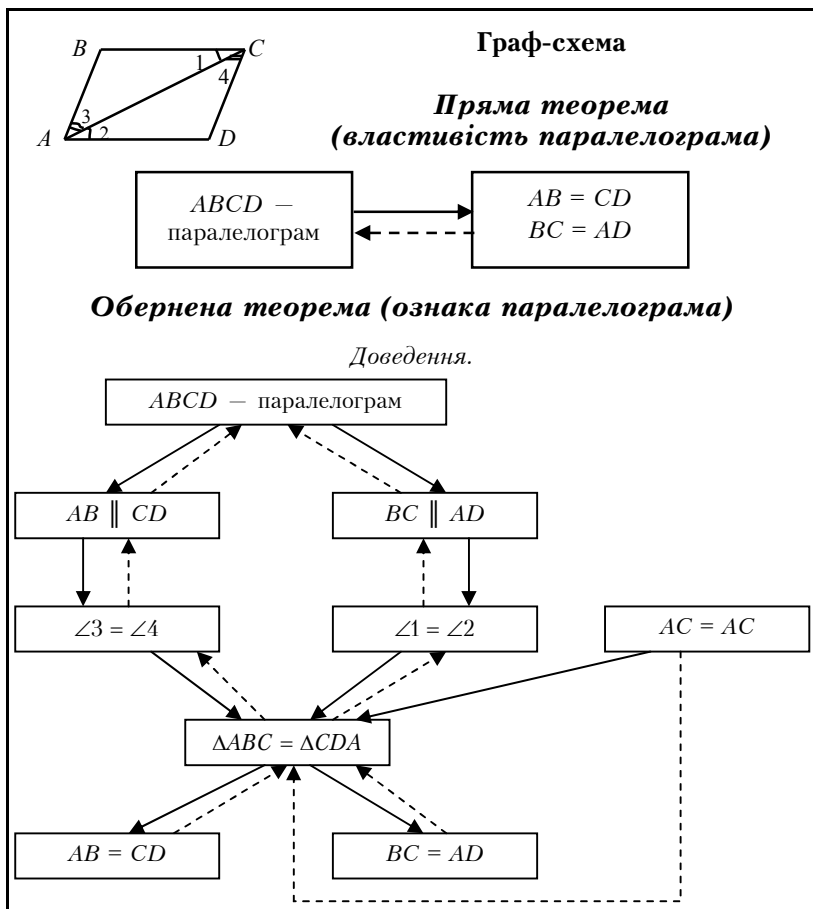 Граф-схема
B
C
1
4
3
2
A
D
Пряма теорема
(властивість паралелограма)
ABCD —
паралелограм
AB = CD
BC = AD
Обернена теорема (ознака паралелограма)
Доведення.
ABCD — паралелограм
AB ∥ CD
BC ∥ AD
∠3 = ∠4
∠1 = ∠2
AC = AC
ΔABC = ΔCDA
AB = CD
BC = AD